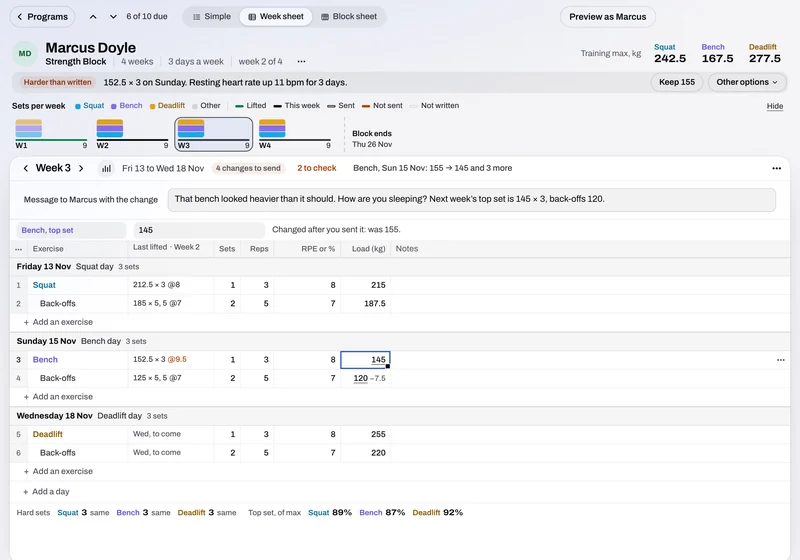 Programs 6 of 10 due Simple Week sheet Block sheet Preview as Marcus
MD Marcus Doyle
Strength Block 4 weeks 3 days a week week 2 of 4 ···
Training max, kg Squat 242.5 Bench 167.5 Deadlift 277.5
Harder than written 152.5 × 3 on Sunday. Resting heart rate up 11 bpm for 3 days. Keep 155 Other options
Sets per week Squat Bench Deadlift Other Lifted This week Sent Not sent Not written Hide
W1 9 W2 9 W3 9 W4 9
Block ends
Thu 26 Nov
Week 3 Fri 13 to Wed 18 Nov 4 changes to send 2 to check Bench, Sun 15 Nov: 155 → 145 and 3 more ···
Message to Marcus with the change That bench looked heavier than it should. How are you sleeping? Next week's top set is 145 × 3, back-offs 120.
Bench, top set 145 Changed after you sent it: was 155.
··· Exercise Last lifted · Week 2 Sets Reps RPE or % Load (kg) Notes
Friday 13 Nov Squat day 3 sets
1 Squat 212.5 × 3 @8 1 3 8 215
2 Back-offs 185 × 5, 5 @7 2 5 7 187.5
+ Add an exercise
Sunday 15 Nov Bench day 3 sets
3 Bench 152.5 × 3 @9.5 1 3 8 145 ···
4 Back-offs 125 × 5, 5 @7 2 5 7 120 −7.5
+ Add an exercise
Wednesday 18 Nov Deadlift day 3 sets
5 Deadlift Wed, to come 1 3 8 255
6 Back-offs Wed, to come 2 5 7 220
+ Add an exercise
+ Add a day
Hard sets Squat 3 same Bench 3 same Deadlift 3 same Top set, of max Squat 89% Bench 87% Deadlift 92%